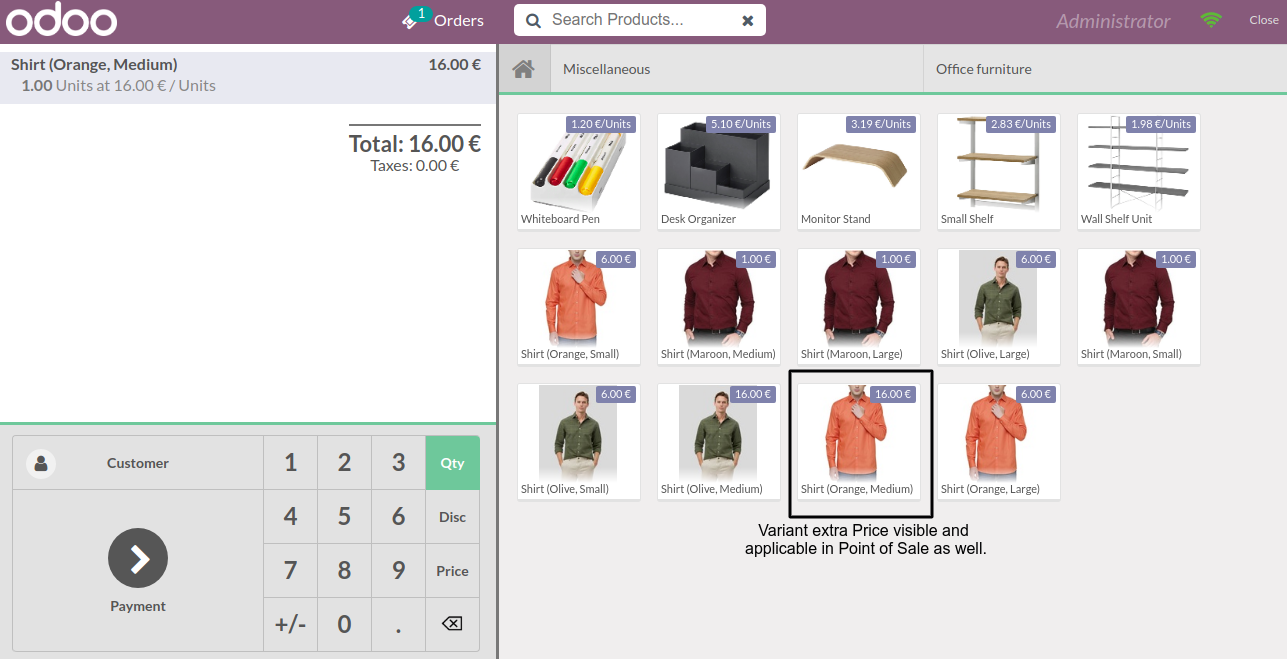 odoo
1
Orders
Search Products...
Administrator
Close
Shirt (Orange, Medium) 16.00 €
1.00 Units at 16.00 € / Units
Total: 16.00 €
Taxes: 0.00 €
Customer
1 2 3 Qty
4 5 6 Disc
7 8 9 Price
+/- 0 .
Payment
Miscellaneous
Office furniture
1.20 €/Units
Whiteboard Pen
5.10 €/Units
Desk Organizer
3.19 €/Units
Monitor Stand
2.83 €/Units
Small Shelf
1.98 €/Units
Wall Shelf Unit
6.00 €
Shirt (Orange, Small)
1.00 €
Shirt (Maroon, Medium)
1.00 €
Shirt (Maroon, Large)
6.00 €
Shirt (Olive, Large)
1.00 €
Shirt (Maroon, Small)
6.00 €
Shirt (Olive, Small)
16.00 €
Shirt (Olive, Medium)
16.00 €
Shirt (Orange, Medium)
6.00 €
Shirt (Orange, Large)
Variant extra Price visible and
applicable in Point of Sale as well.